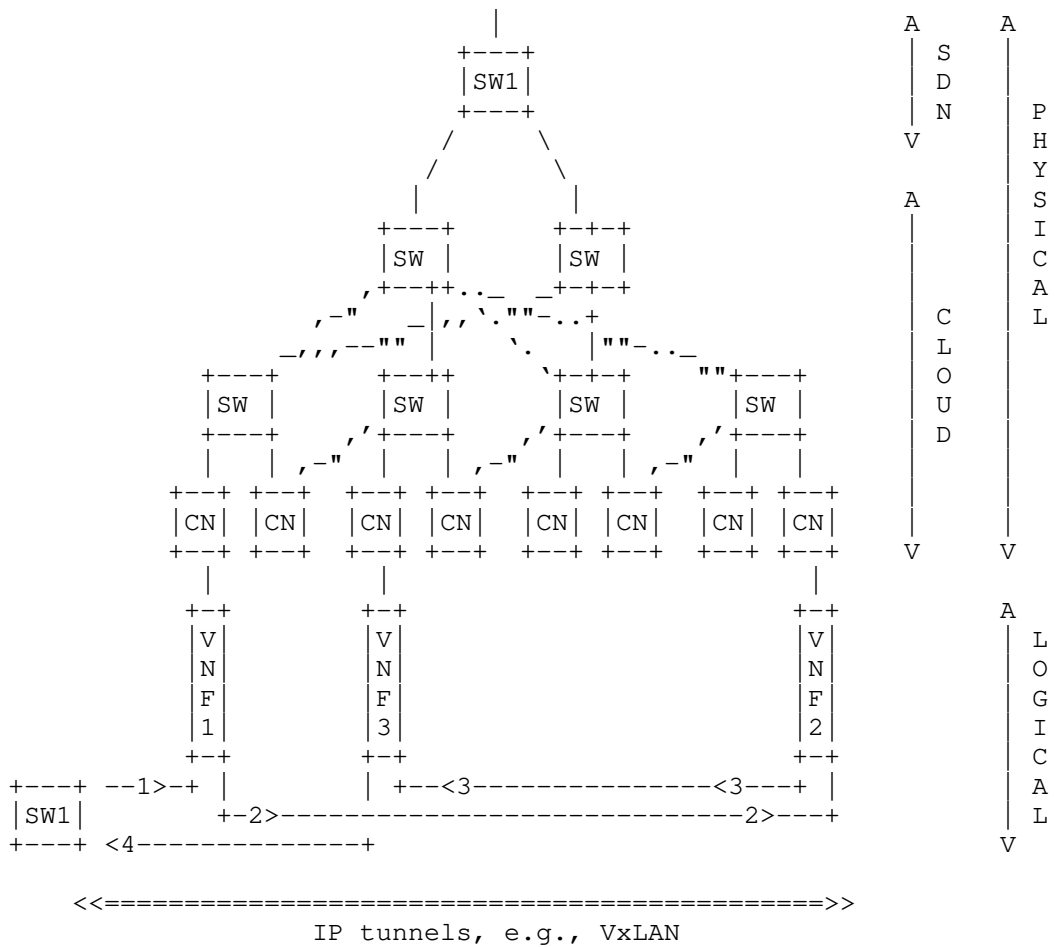 SW1
SDN
PHYSICAL
SW SW
CLOUD
SW SW SW SW
CN CN CN CN CN CN CN CN
VNF1 VNF3 VNF2
LOGICAL
1> <3 <3
SW1 2> 2>
<4
IP tunnels, e.g., VxLAN